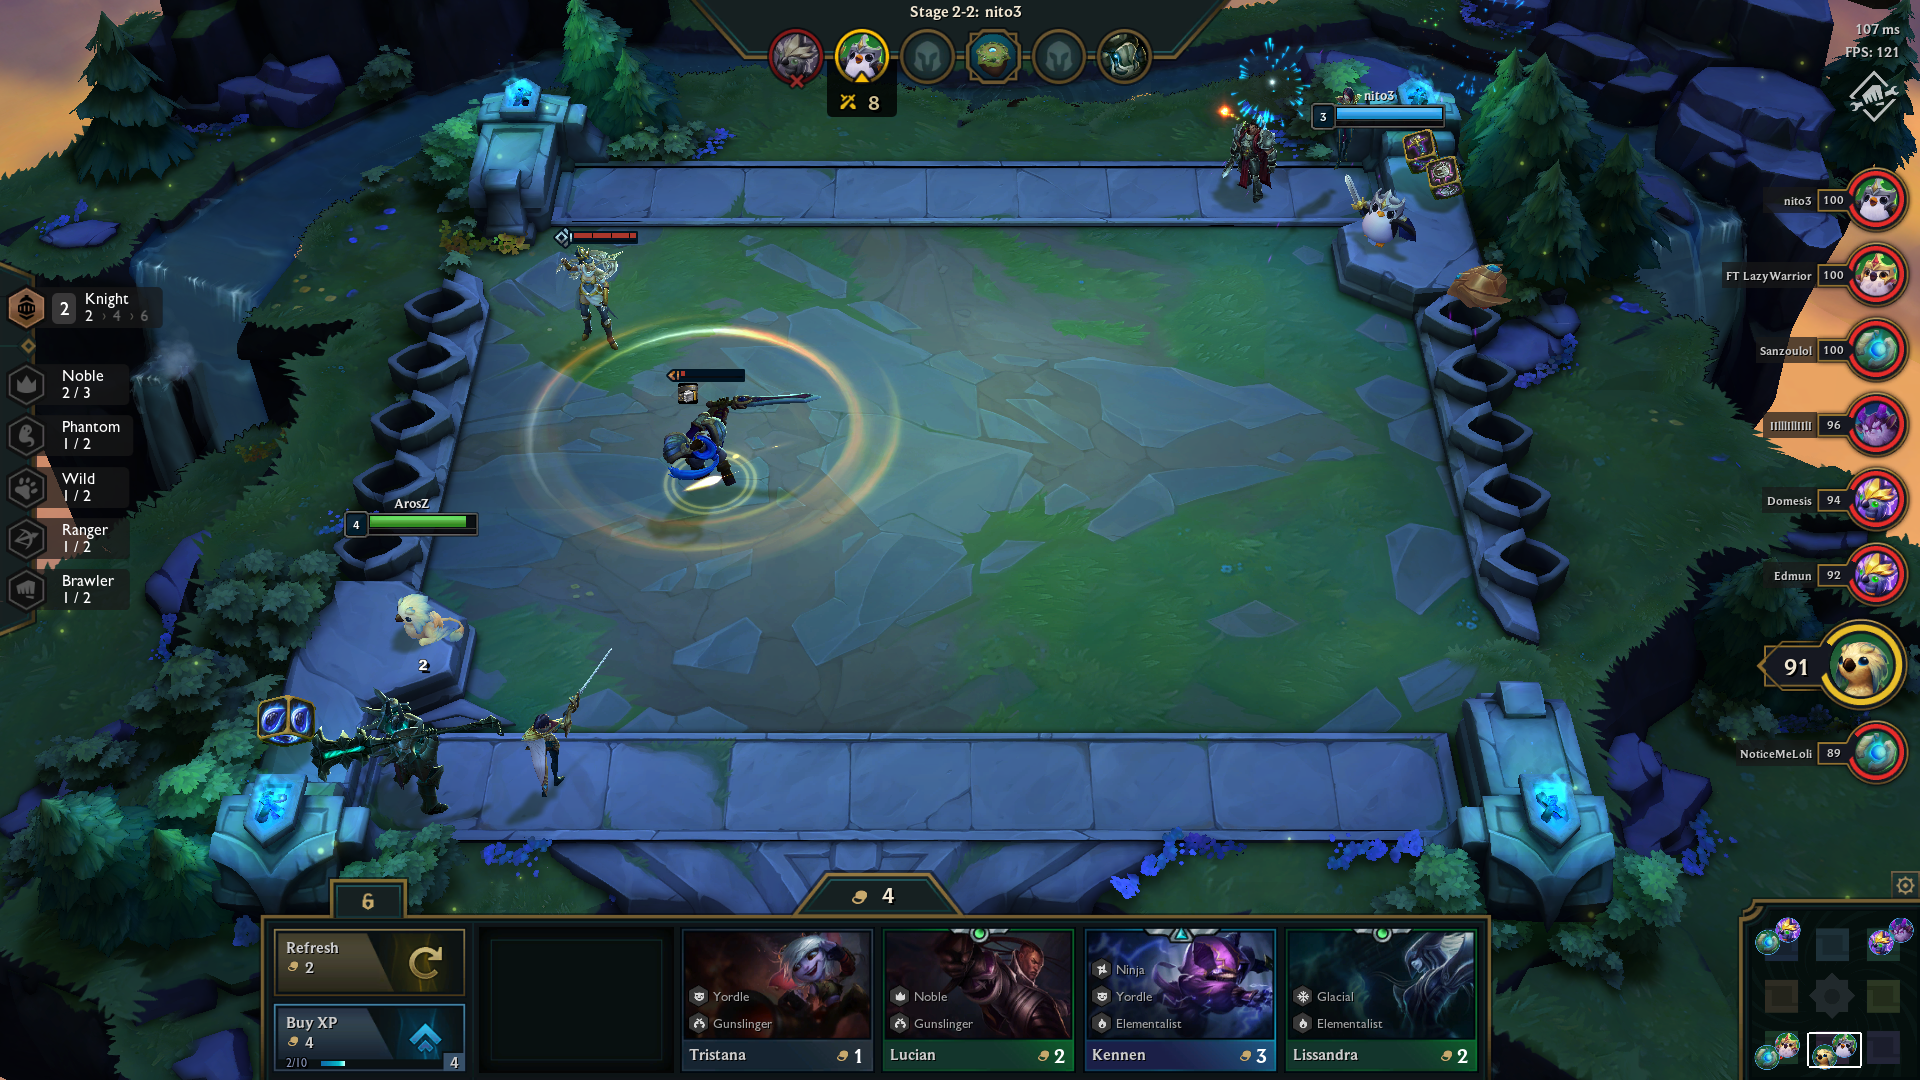 Stage 2-2: nito3
107 ms
FPS: 121
8
3
nito3
nito3 100
FT LazyWarrior 100
Sanzoulol 100
96
Domesis 94
Edmun 92
91
NoticeMeLoli 89
2 Knight
2 › 4 › 6
Noble
2 / 3
Phantom
1 / 2
Wild
1 / 2
Ranger
1 / 2
Brawler
1 / 2
ArosZ
4
2
6
4
Refresh
2
Buy XP
4
2/10
4
Yordle
Gunslinger
Tristana 1
Noble
Gunslinger
Lucian 2
Ninja
Yordle
Elementalist
Kennen 3
Glacial
Elementalist
Lissandra 2